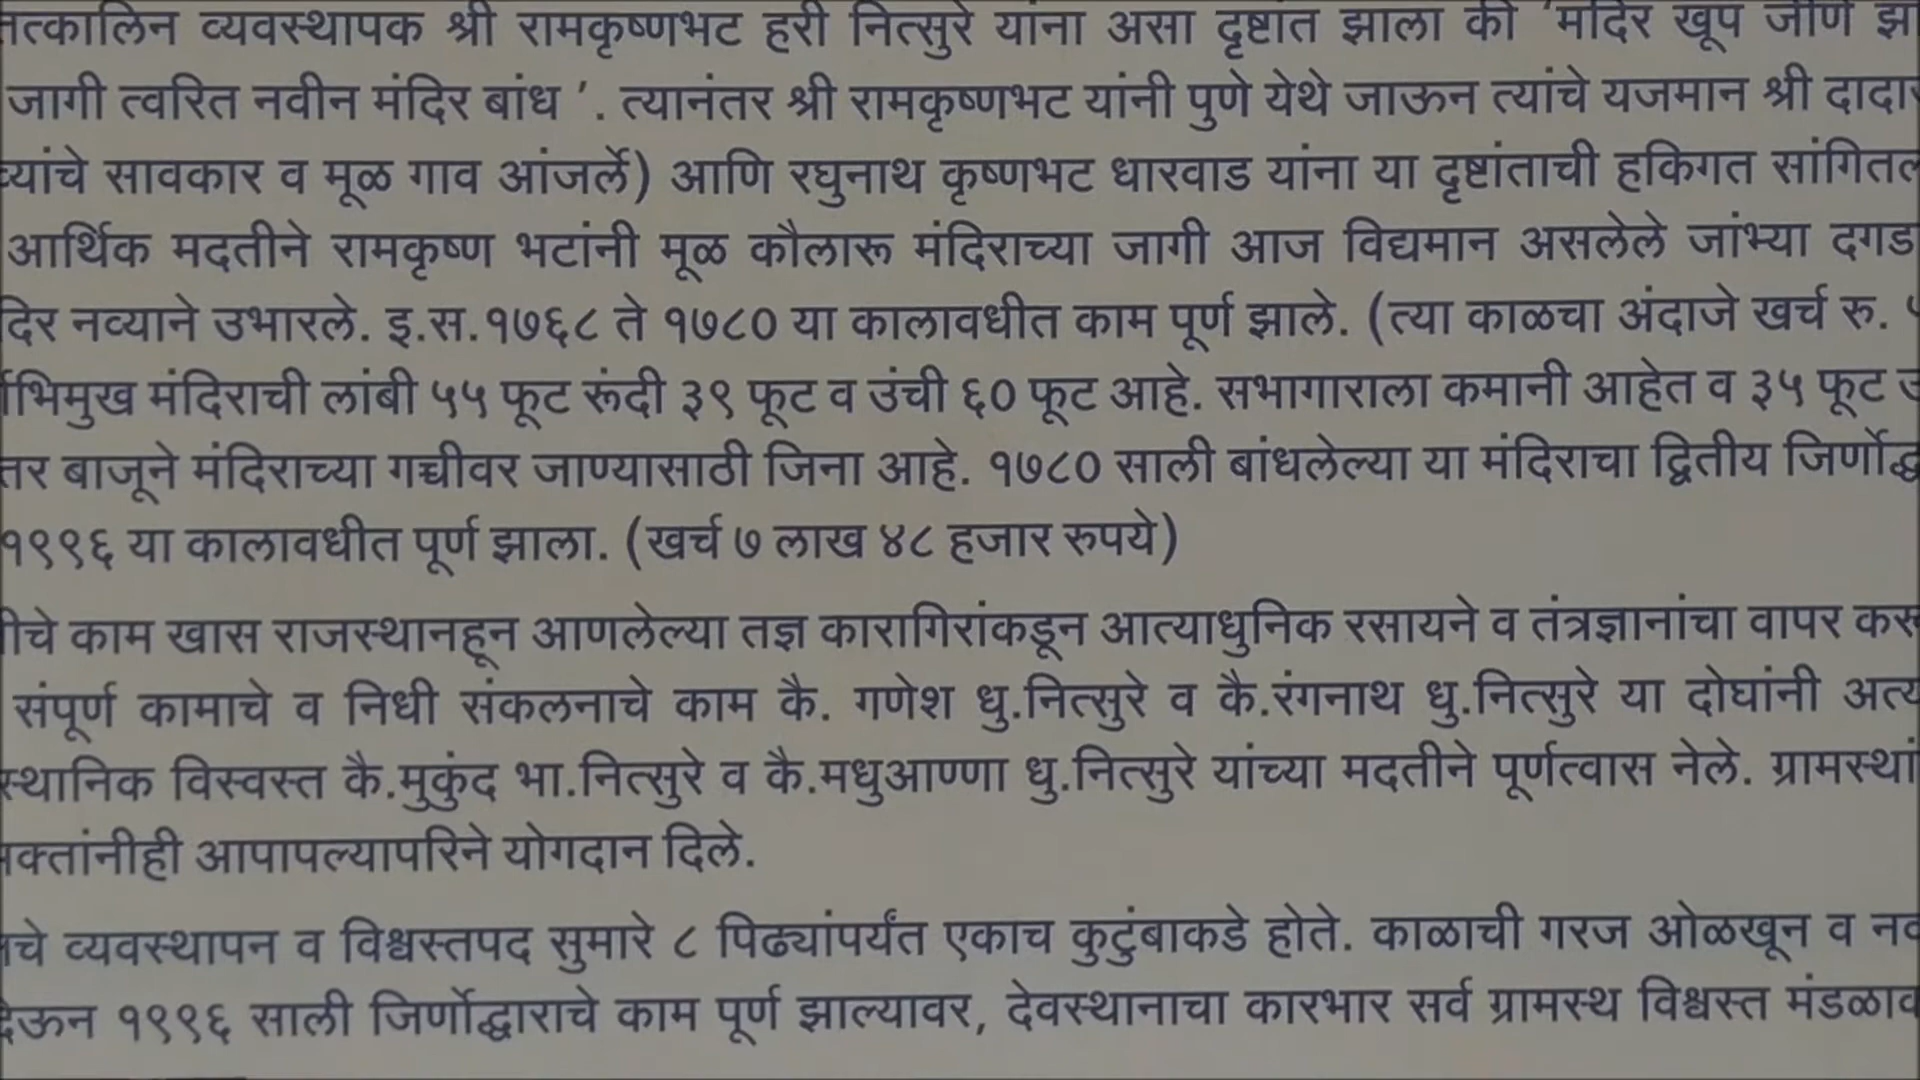 तत्कालिन व्यवस्थापक श्री रामकृष्णभट हरी नित्सुरे यांना असा दृष्टांत झाला की 'मंदिर खूप जीर्ण
जागी त्वरित नवीन मंदिर बांध '. त्यानंतर श्री रामकृष्णभट यांनी पुणे येथे जाऊन त्यांचे यजमान श्री
सावकार व मूळ गाव आंजर्ले) आणि रघुनाथ कृष्णभट धारवाड यांना या दृष्टांताची हकिगत
आर्थिक मदतीने रामकृष्ण भटांनी मूळ कौलारू मंदिराच्या जागी आज विद्यमान असलेले जांभ्या दगड
नव्याने उभारले. इ.स.१७६८ ते १७८० या कालावधीत काम पूर्ण झाले. (त्या काळचा अंदाजे खर्च रु.
मंदिराची लांबी ५५ फूट रूंदी ३९ फूट व उंची ६० फूट आहे. सभागाराला कमानी आहेत व ३५ फूट
बाजूने मंदिराच्या गच्चीवर जाण्यासाठी जिना आहे. १७८० साली बांधलेल्या या मंदिराचा द्वितीय
१९९६ या कालावधीत पूर्ण झाला. (खर्च ७ लाख ४८ हजार रुपये)
काम खास राजस्थानहून आणलेल्या तज्ञ कारागिरांकडून आत्याधुनिक रसायने व तंत्रज्ञानांचा वापर
संपूर्ण कामाचे व निधी संकलनाचे काम कै. गणेश धु.नित्सुरे व कै.रंगनाथ धु.नित्सुरे या दोघांनी
स्थानिक विस्वस्त कै.मुकुंद भा.नित्सुरे व कै.मधुआण्णा धु.नित्सुरे यांच्या मदतीने पूर्णत्वास नेले.
आपापल्यापरिने योगदान दिले.
व्यवस्थापन व विश्वस्तपद सुमारे ८ पिढ्यांपर्यंत एकाच कुटुंबाकडे होते. काळाची गरज ओळखून व
देऊन १९९६ साली जिर्णोद्धाराचे काम पूर्ण झाल्यावर, देवस्थानाचा कारभार सर्व ग्रामस्थ विश्वस्त